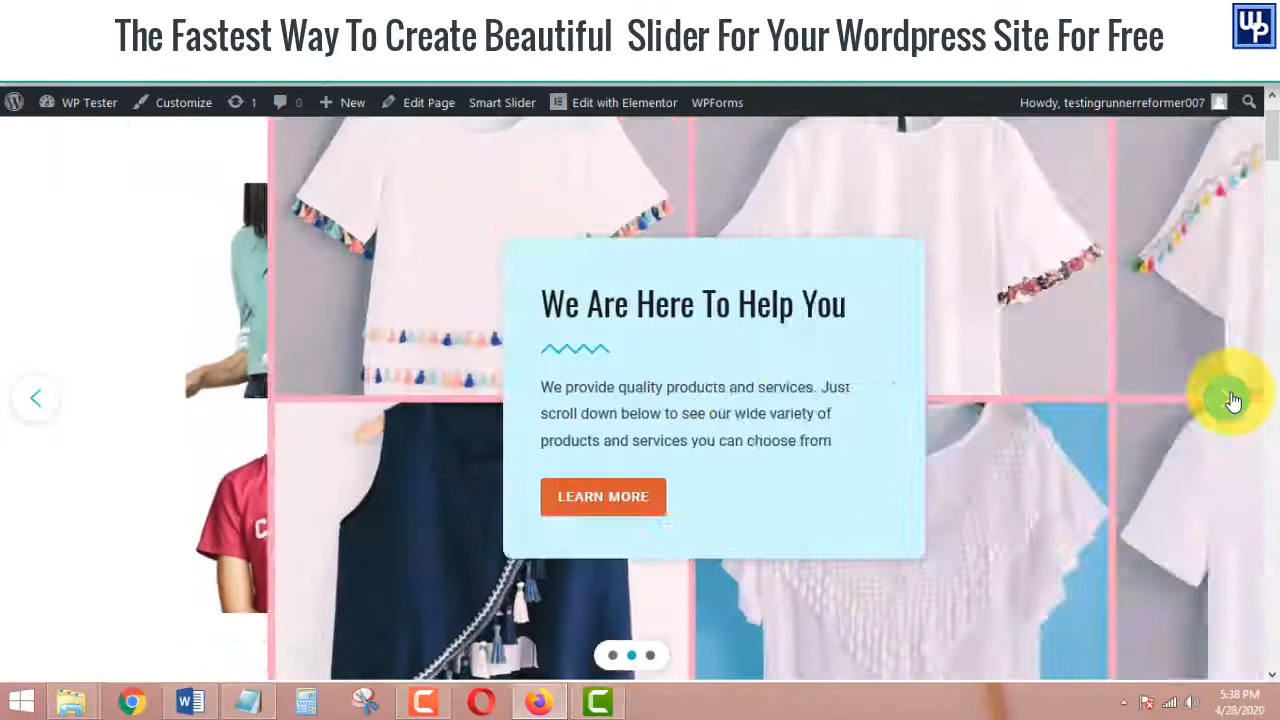 The Fastest Way To Create Beautiful Slider For Your Wordpress Site For Free
WP
WP Tester Customize 1 0 New Edit Page Smart Slider Edit with Elementor WPForms Howdy, testingrunnerreformer007
We Are Here To Help You
We provide quality products and services. Just
scroll down below to see our wide variety of
products and services you can choose from
LEARN MORE
5:38 PM
4/28/2020